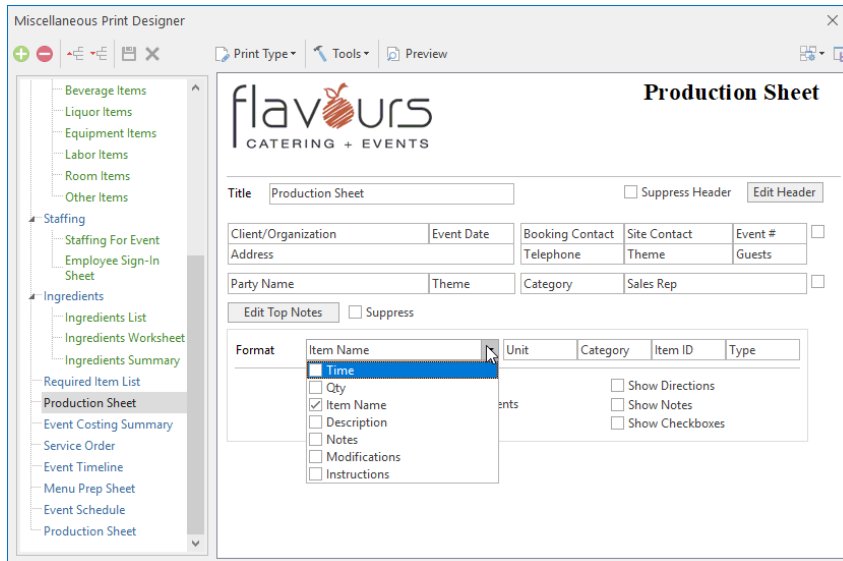 Miscellaneous Print Designer
Print Type
Tools
Preview
Beverage Items
Liquor Items
Equipment Items
Labor Items
Room Items
Other Items
Staffing
Staffing For Event
Employee Sign-In
Sheet
Ingredients
Ingredients List
Ingredients Worksheet
Ingredients Summary
Required Item List
Production Sheet
Event Costing Summary
Service Order
Event Timeline
Menu Prep Sheet
Event Schedule
Production Sheet
flavours
CATERING + EVENTS
Production Sheet
Title Production Sheet Suppress Header Edit Header
Client/Organization Event Date Booking Contact Site Contact Event #
Address Telephone Theme Guests
Party Name Theme Category Sales Rep
Edit Top Notes Suppress
Format Item Name Unit Category Item ID Type
Time
Qty
Item Name
Description
Notes
Modifications
Instructions
ents
Show Directions
Show Notes
Show Checkboxes